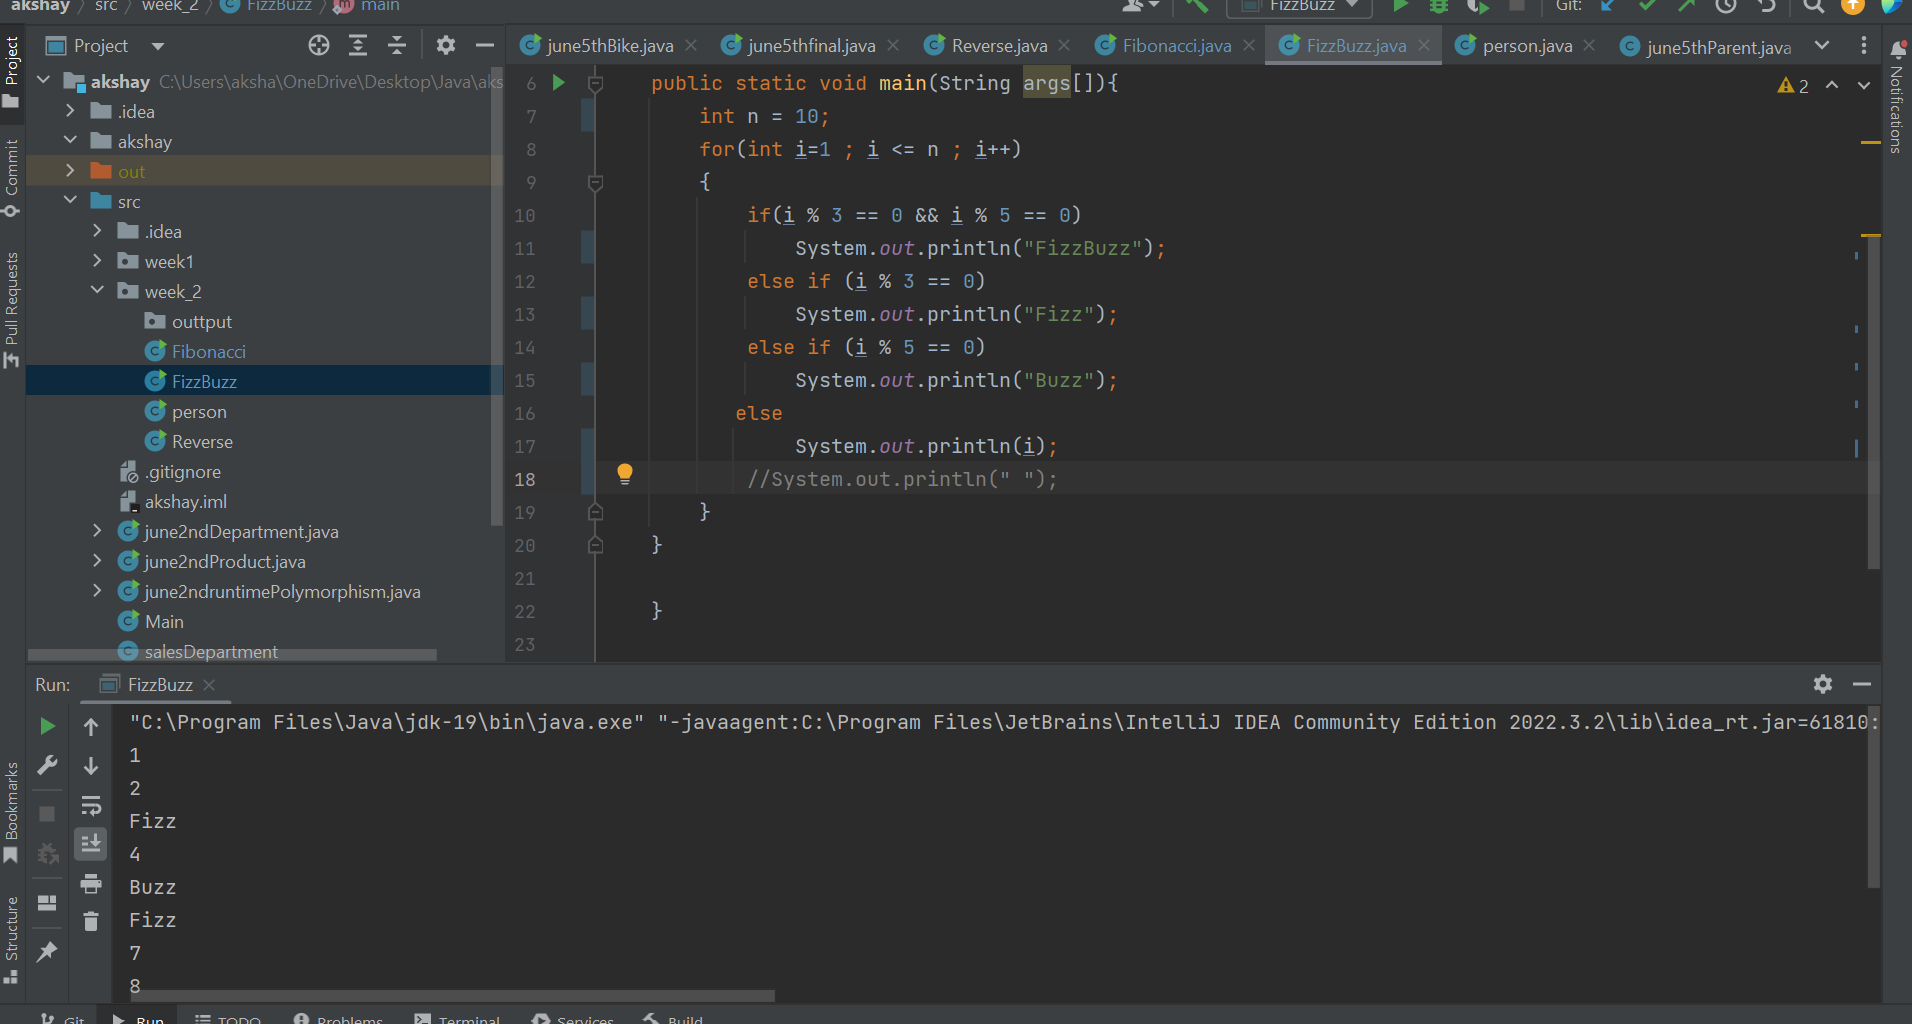 akshay src week_2 FizzBuzz main
FizzBuzz Git:
Project
june5thBike.java june5thfinal.java Reverse.java Fibonacci.java FizzBuzz.java person.java june5thParent.java
akshay C:\Users\aksha\OneDrive\Desktop\Java\aks
.idea
akshay
out
src
.idea
week1
week_2
outtput
Fibonacci
FizzBuzz
person
Reverse
.gitignore
akshay.iml
june2ndDepartment.java
june2ndProduct.java
june2ndruntimePolymorphism.java
Main
salesDepartment
Project
Commit
Pull Requests
Bookmarks
Structure
6 public static void main(String args[]){
7 int n = 10;
8 for(int i=1 ; i <= n ; i++)
9 {
10 if(i % 3 == 0 && i % 5 == 0)
11 System.out.println("FizzBuzz");
12 else if (i % 3 == 0)
13 System.out.println("Fizz");
14 else if (i % 5 == 0)
15 System.out.println("Buzz");
16 else
17 System.out.println(i);
18 //System.out.println(" ");
19 }
20 }
21
22 }
23
2
Notifications
Run: FizzBuzz
"C:\Program Files\Java\jdk-19\bin\java.exe" "-javaagent:C:\Program Files\JetBrains\IntelliJ IDEA Community Edition 2022.3.2\lib\idea_rt.jar=61810:
1
2
Fizz
4
Buzz
Fizz
7
8
Git Run TODO Problems Terminal Services Build